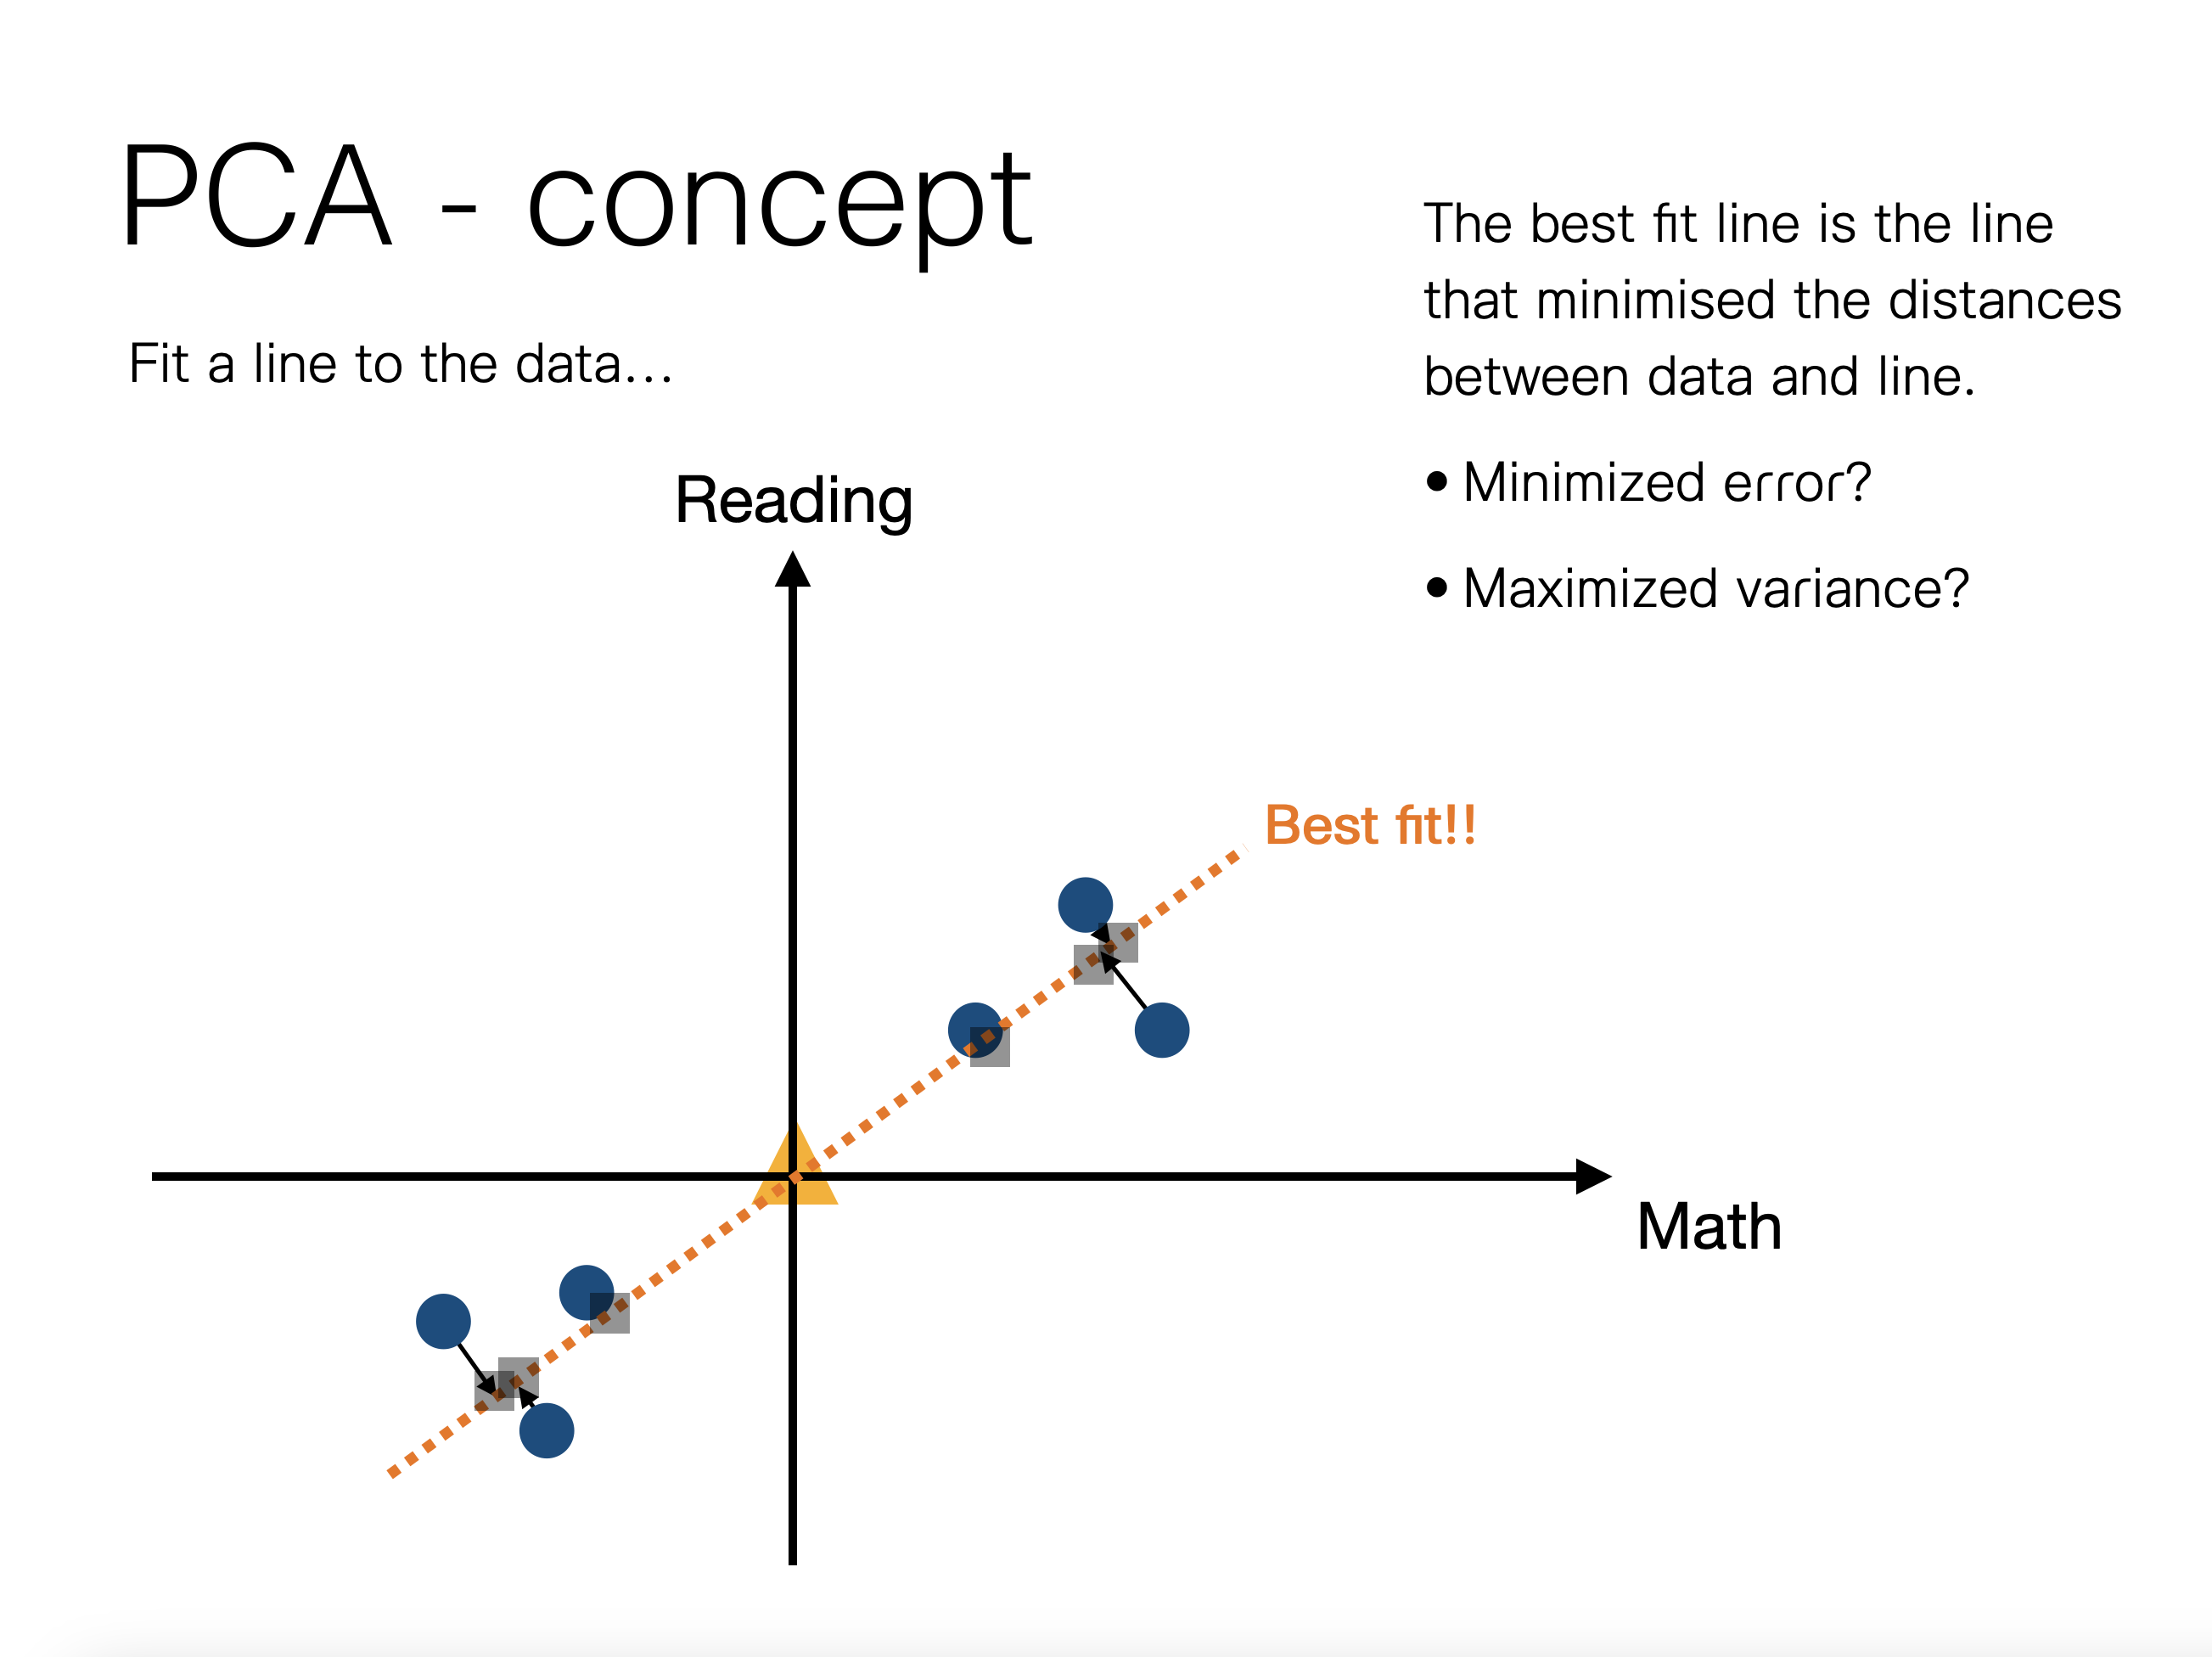 PCA - concept
Fit a line to the data...
The best fit line is the line
that minimised the distances
between data and line.
• Minimized error?
• Maximized variance?
Reading
Best fit!!
Math